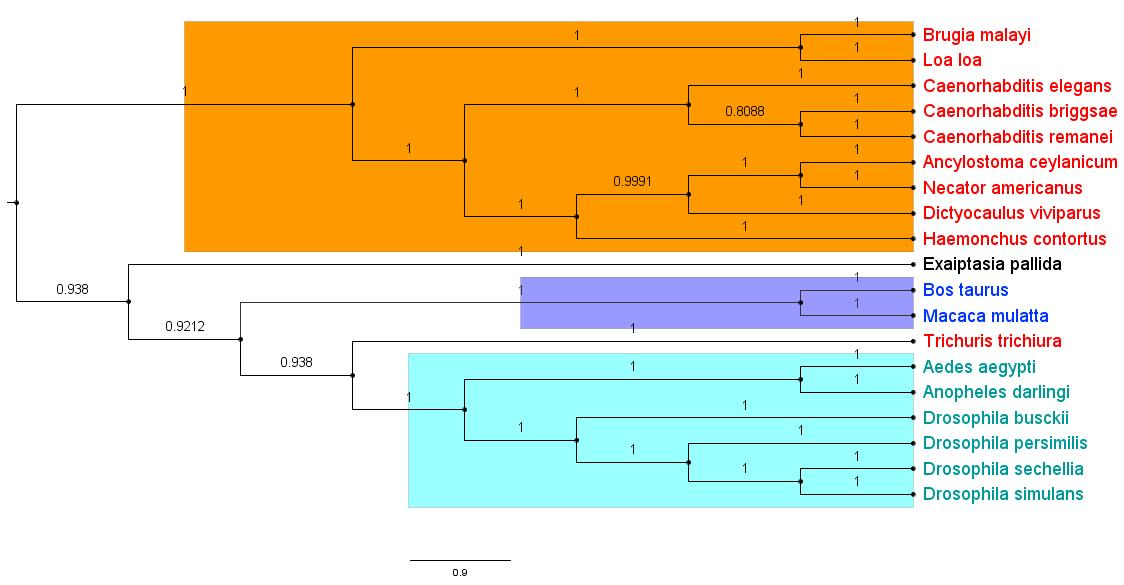 1
Brugia malayi
1
1
Loa loa
1
Caenorhabditis elegans
1
1
1
Caenorhabditis briggsae
0.8088
1
Caenorhabditis remanei
1
1
Ancylostoma ceylanicum
1
1
Necator americanus
0.9991
1
Dictyocaulus viviparus
1
1
Haemonchus contortus
1
Exaiptasia pallida
0.938
1
Bos taurus
1
1
Macaca mulatta
0.9212
1
Trichuris trichiura
0.938
1
Aedes aegypti
1
1
Anopheles darlingi
1
1
Drosophila busckii
1
1
Drosophila persimilis
1
1
Drosophila sechellia
1
1
Drosophila simulans
0.9